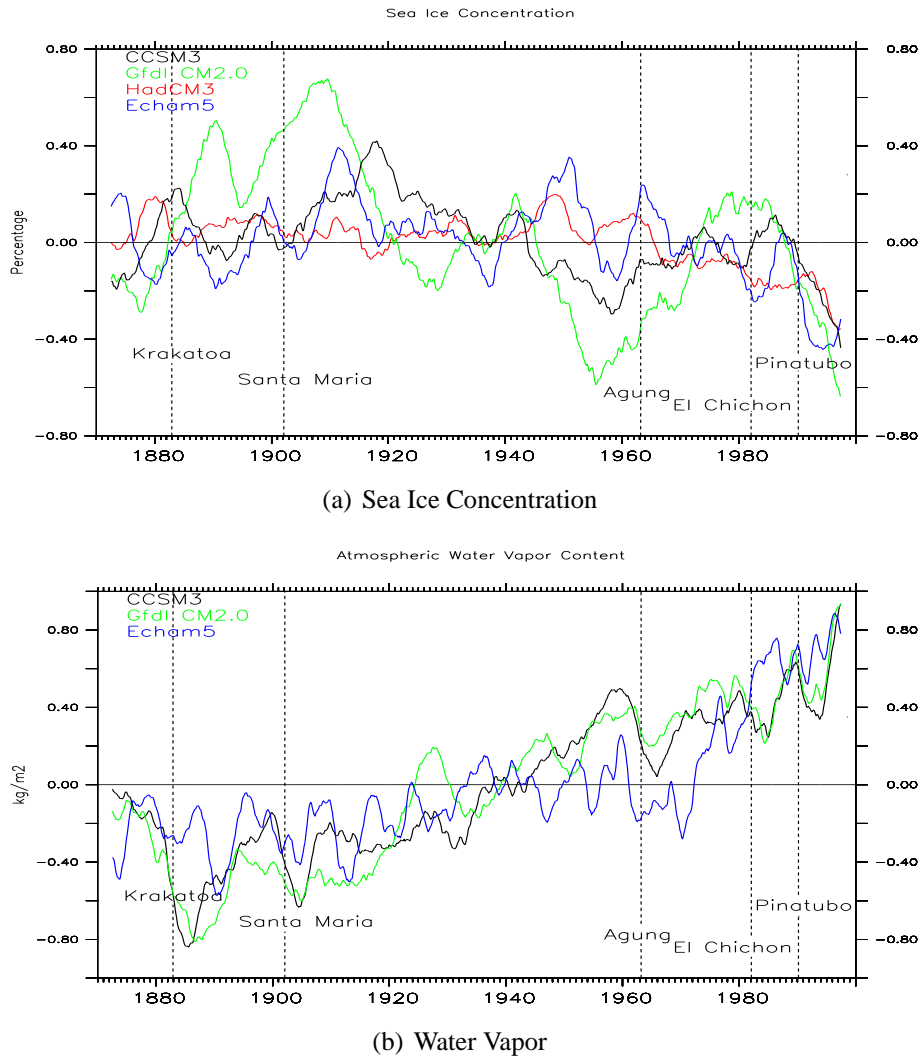 Sea Ice Concentration
0.80 0.80
CCSM3
Gfdl CM2.0
HadCM3
Echam5
0.40 0.40
Percentage
0.00 0.00
-0.40 -0.40
Krakatoa
Santa Maria
Agung
El Chichon
Pinatubo
-0.80 -0.80
1880 1900 1920 1940 1960 1980
(a) Sea Ice Concentration
Atmospheric Water Vapor Content
CCSM3
Gfdl CM2.0
Echam5
0.80 0.80
0.40 0.40
kg/m2
0.00 0.00
-0.40 -0.40
Krakatoa
Santa Maria
Agung
El Chichon
Pinatubo
-0.80 -0.80
1880 1900 1920 1940 1960 1980
(b) Water Vapor